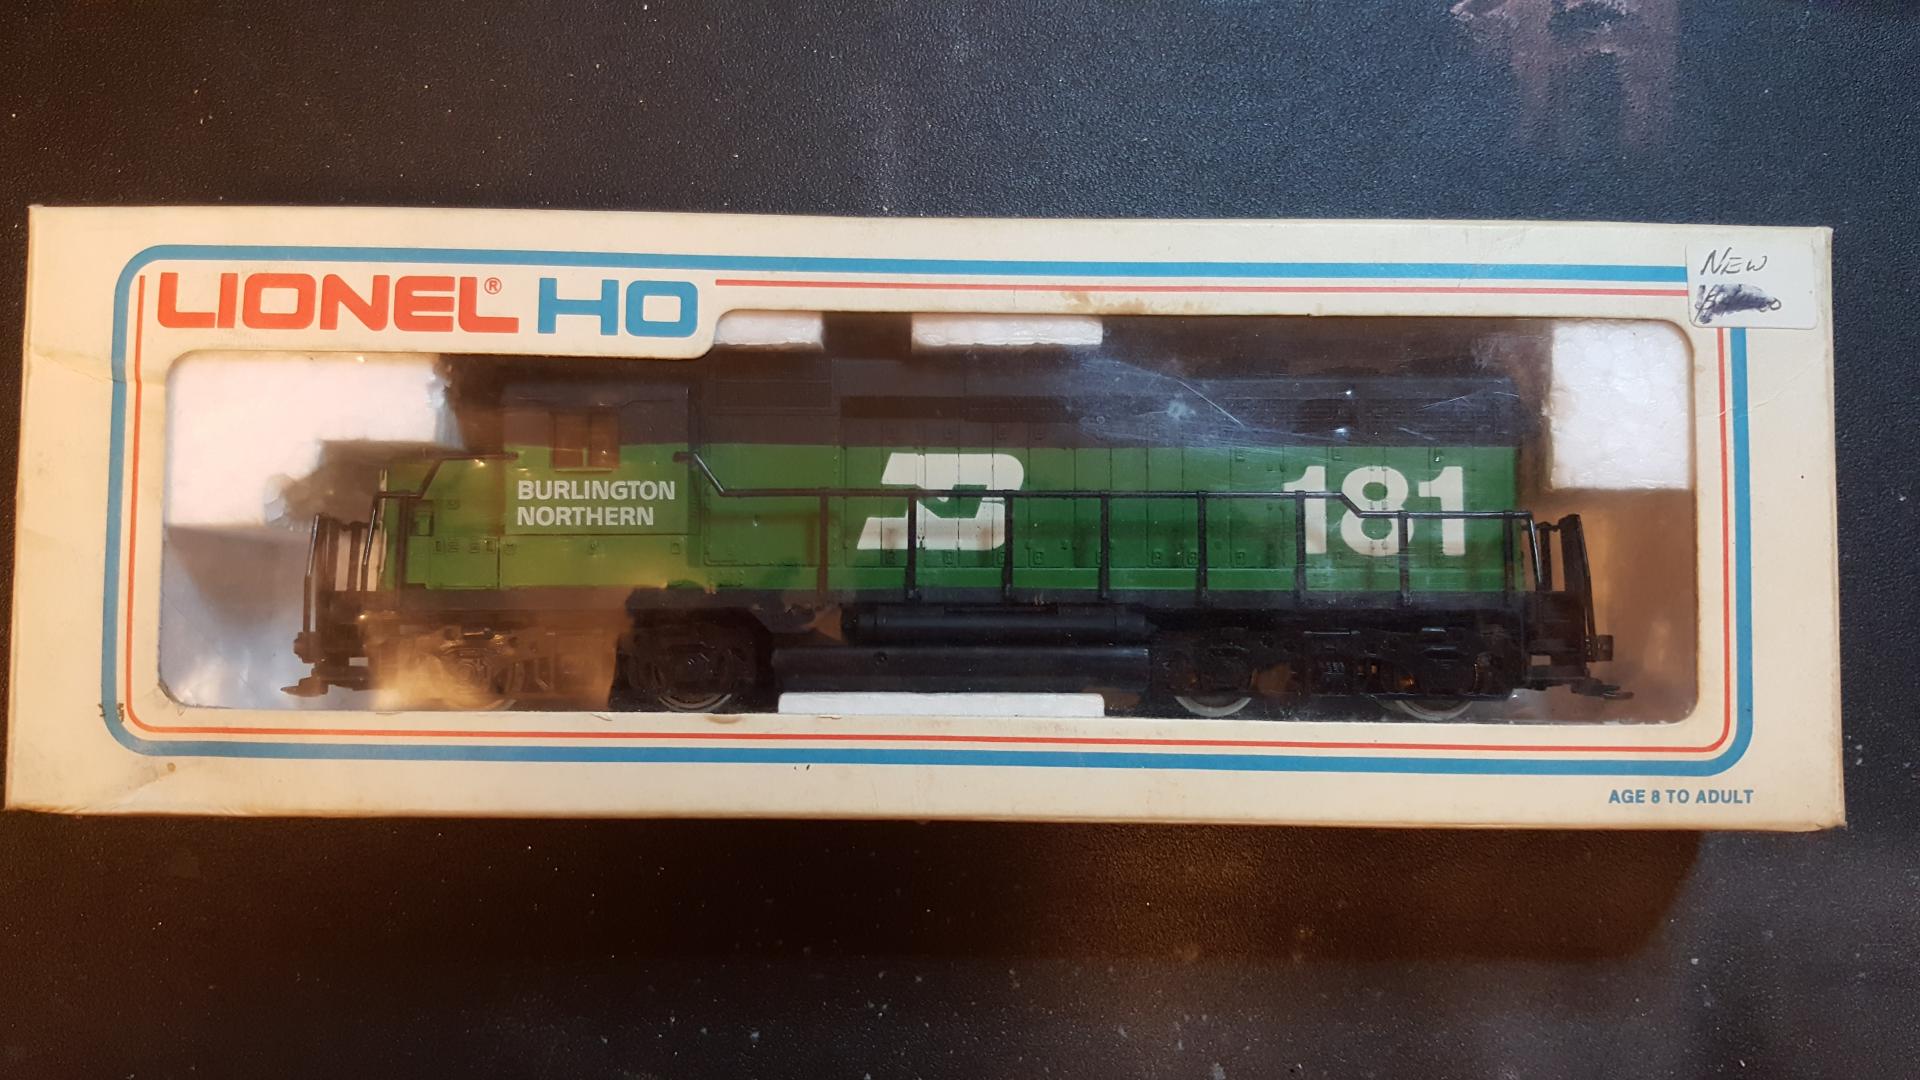 LIONEL® HO
NEW
BURLINGTON
NORTHERN
181
AGE 8 TO ADULT